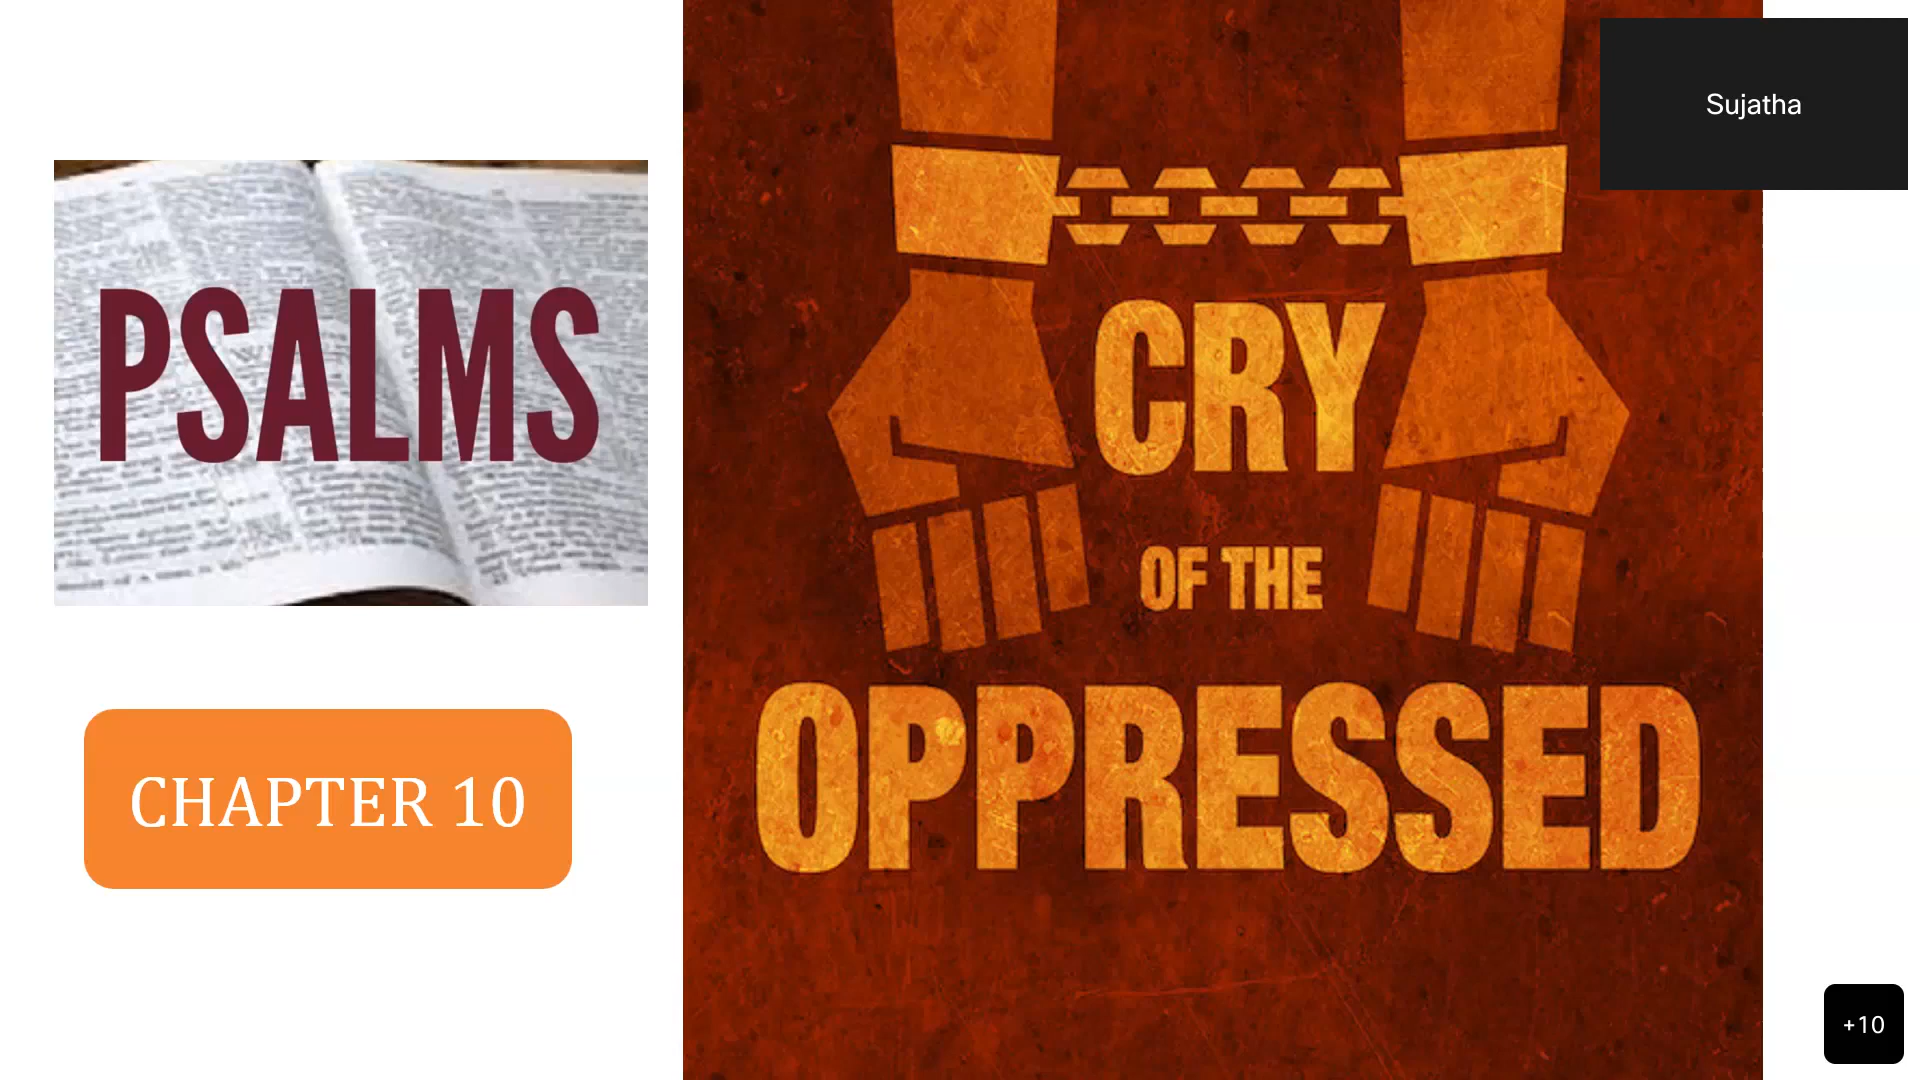 PSALMS
CHAPTER 10
CRY
OF THE
OPPRESSED
Sujatha
+10